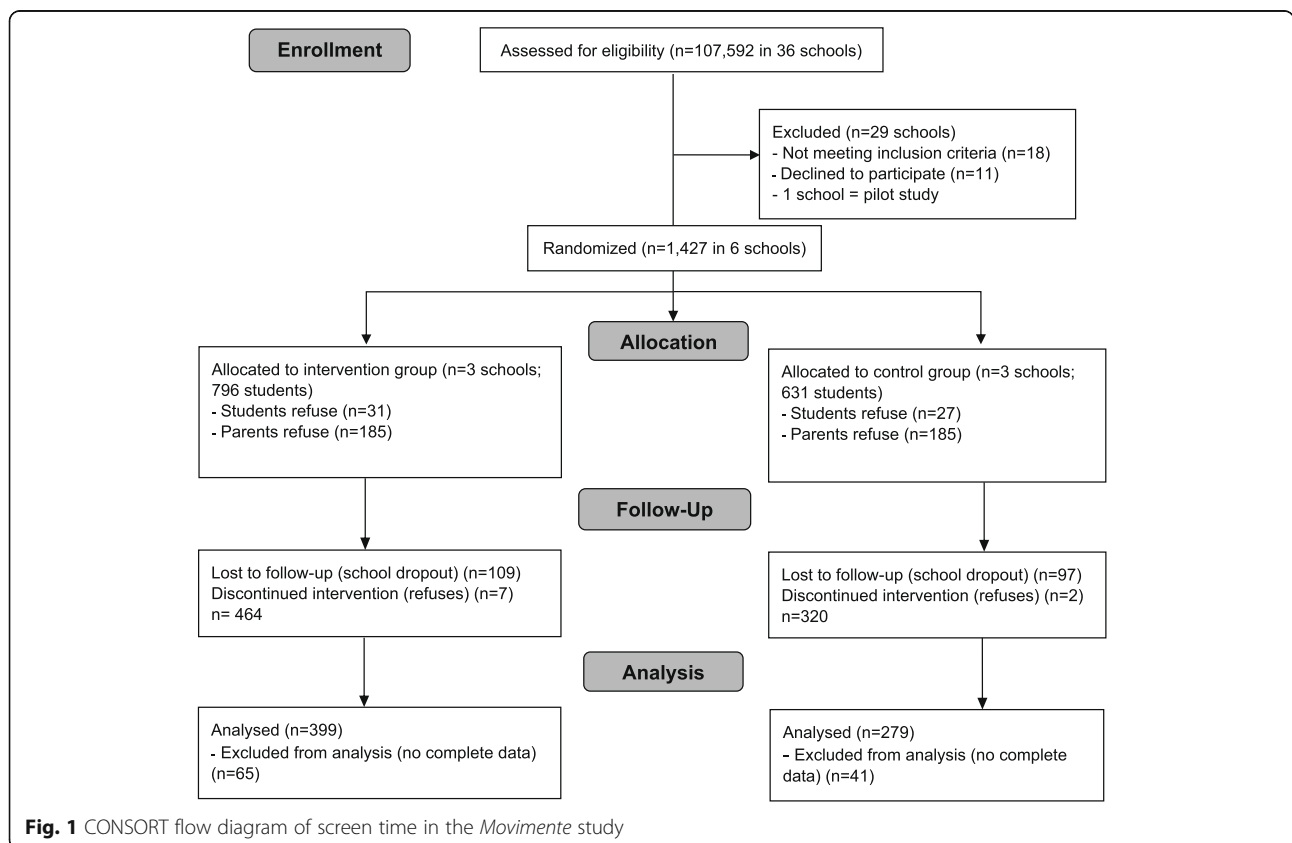 Enrollment
Assessed for eligibility (n=107,592 in 36 schools)
Excluded (n=29 schools)
- Not meeting inclusion criteria (n=18)
- Declined to participate (n=11)
- 1 school = pilot study
Randomized (n=1,427 in 6 schools)
Allocation
Allocated to intervention group (n=3 schools;
796 students)
- Students refuse (n=31)
- Parents refuse (n=185)
Allocated to control group (n=3 schools;
631 students)
- Students refuse (n=27)
- Parents refuse (n=185)
Follow-Up
Lost to follow-up (school dropout) (n=109)
Discontinued intervention (refuses) (n=7)
n= 464
Lost to follow-up (school dropout) (n=97)
Discontinued intervention (refuses) (n=2)
n=320
Analysis
Analysed (n=399)
- Excluded from analysis (no complete data)
(n=65)
Analysed (n=279)
- Excluded from analysis (no complete
data) (n=41)
Fig. 1 CONSORT flow diagram of screen time in the Movimente study